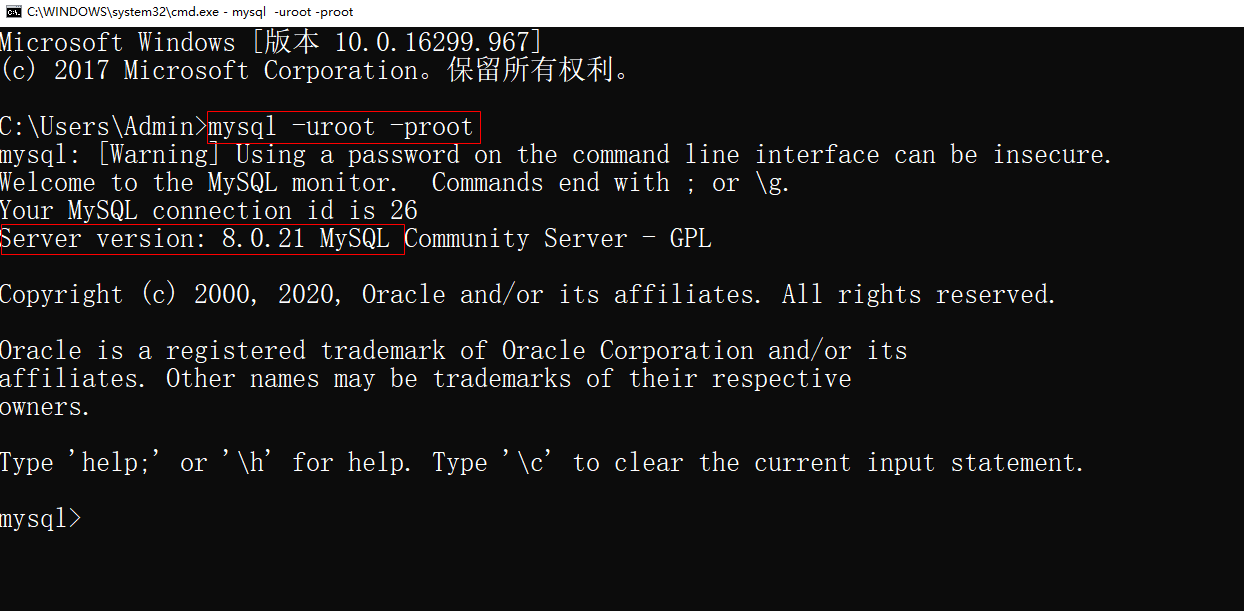 C:\WINDOWS\system32\cmd.exe - mysql  -uroot -proot
Microsoft Windows [版本 10.0.16299.967]
(c) 2017 Microsoft Corporation。保留所有权利。
C:\Users\Admin>mysql -uroot -proot
mysql: [Warning] Using a password on the command line interface can be insecure.
Welcome to the MySQL monitor.  Commands end with ; or \g.
Your MySQL connection id is 26
Server version: 8.0.21 MySQL Community Server - GPL
Copyright (c) 2000, 2020, Oracle and/or its affiliates. All rights reserved.
Oracle is a registered trademark of Oracle Corporation and/or its
affiliates. Other names may be trademarks of their respective
owners.
Type 'help;' or '\h' for help. Type '\c' to clear the current input statement.
mysql>